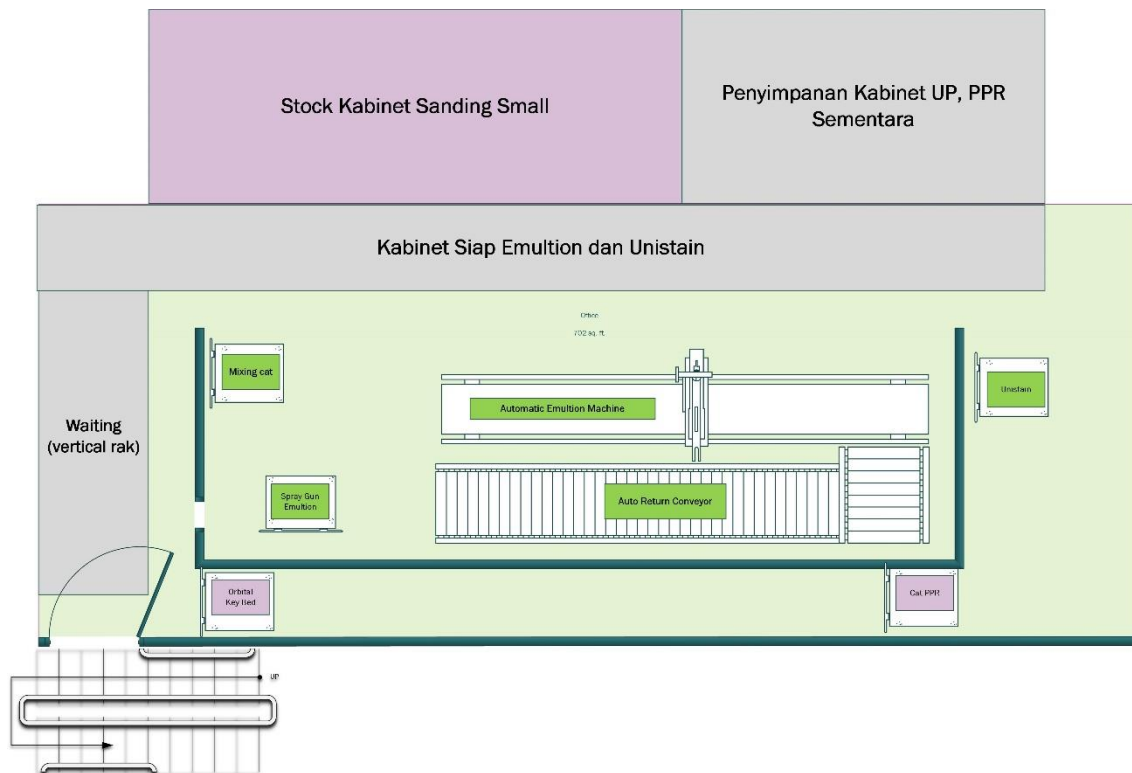 Stock Kabinet Sanding Small
Penyimpanan Kabinet UP, PPR
Sementara
Kabinet Siap Emultion dan Unistain
Office
702 sq. ft.
Mixing cat
Unistain
Automatic Emultion Machine
Waiting
(vertical rak)
Spray Gun
Emultion
Auto Return Conveyor
Orbital
Key Bed
Cat PPR
UP